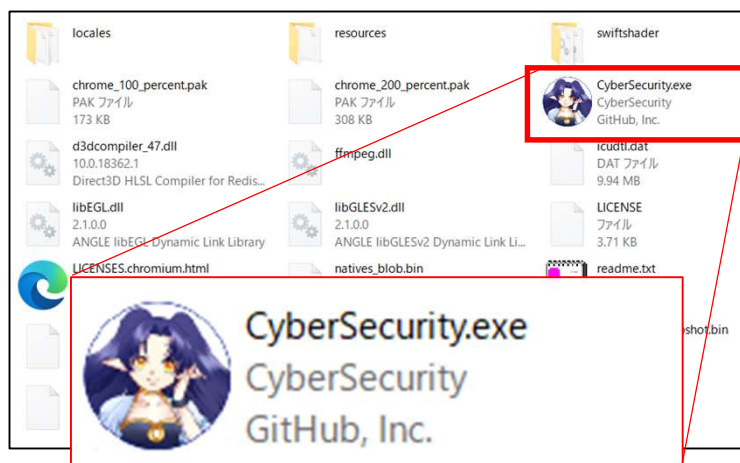 locales
resources
swiftshader
chrome_100_percent.pak
PAK ファイル
173 KB
chrome_200_percent.pak
PAK ファイル
308 KB
CyberSecurity.exe
CyberSecurity
GitHub, Inc.
d3dcompiler_47.dll
10.0.18362.1
Direct3D HLSL Compiler for Redis...
ffmpeg.dll
icudtl.dat
DAT ファイル
9.94 MB
libEGL.dll
2.1.0.0
ANGLE libEGL Dynamic Link Library
libGLESv2.dll
2.1.0.0
ANGLE libGLESv2 Dynamic Link Li...
LICENSE
ファイル
3.71 KB
LICENSES.chromium.html
natives_blob.bin
readme.txt
shot.bin
CyberSecurity.exe
CyberSecurity
GitHub, Inc.